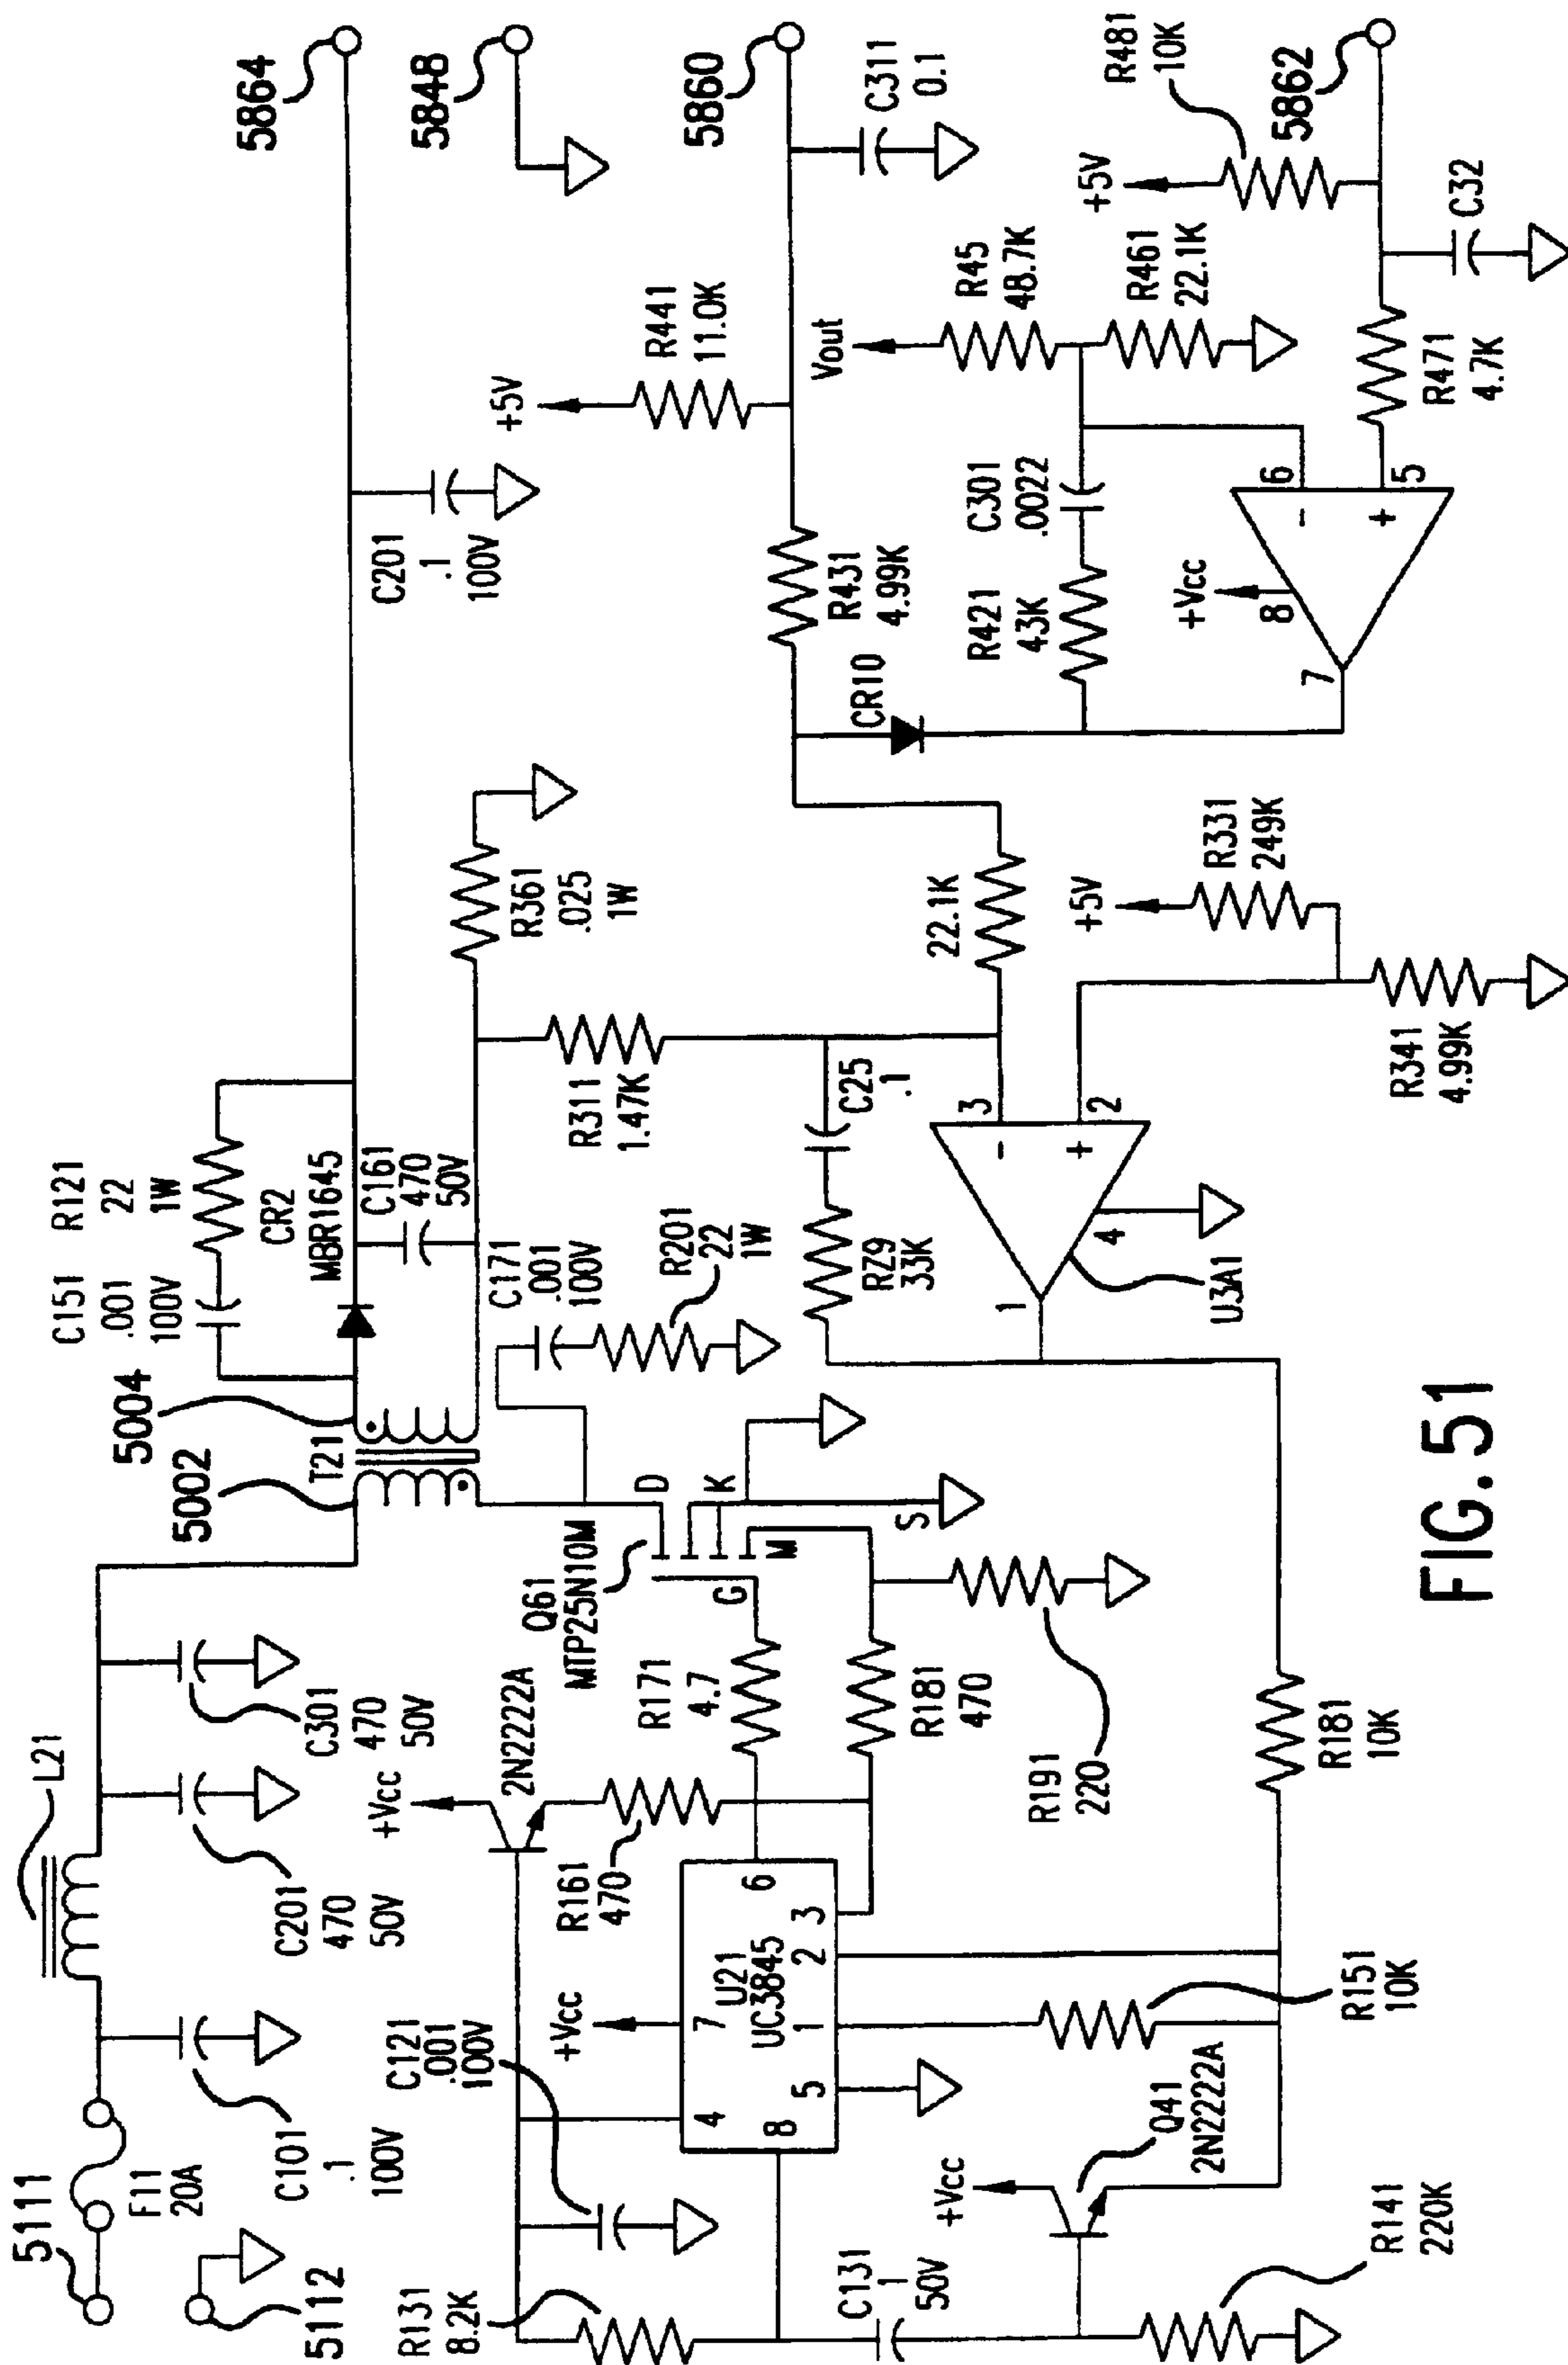 5111
F11
20A
5112
C101
.1
100V
L21
C201
470
50V
C301
470
50V
5002
5004
T21
C151
.001
100V
R121
22
1W
CR2
MBR1645
C161
470
50V
R361
.025
1W
C201
.1
100V
5864
5848
R131
8.2K
C121
.001
100V
+Vcc
+Vcc
2N2222A
R161
470
U21
UC3845
4
7
6
8
5
1
2
3
R171
4.7
Q61
MTP25N10M
D
K
G
M
S
R181
470
R191
220
C171
.001
100V
R201
22
1W
R311
1.47K
C25
.1
RZ9
33K
22.1K
+5V
R441
11.0K
R431
4.99K
5860
C311
0.1
CR10
C131
1
50V
+Vcc
Q41
2N2222A
R141
220K
R151
10K
R181
10K
1
3
-
+
2
4
U3A1
+5V
R331
249K
R341
4.99K
R421
43K
C301
.0022
Vout
R45
48.7K
R461
22.1K
+Vcc
8
7
6
-
+
5
R471
4.7K
+5V
R481
10K
5862
C32
FIG. 51